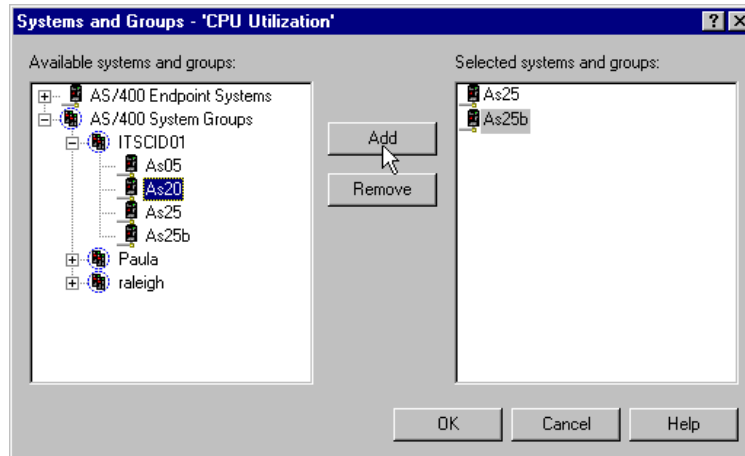 Systems and Groups - 'CPU Utilization'
Available systems and groups:
Selected systems and groups:
AS/400 Endpoint Systems
AS/400 System Groups
ITSCID01
As05
As20
As25
As25b
Paula
raleigh
Add
Remove
As25
As25b
OK
Cancel
Help